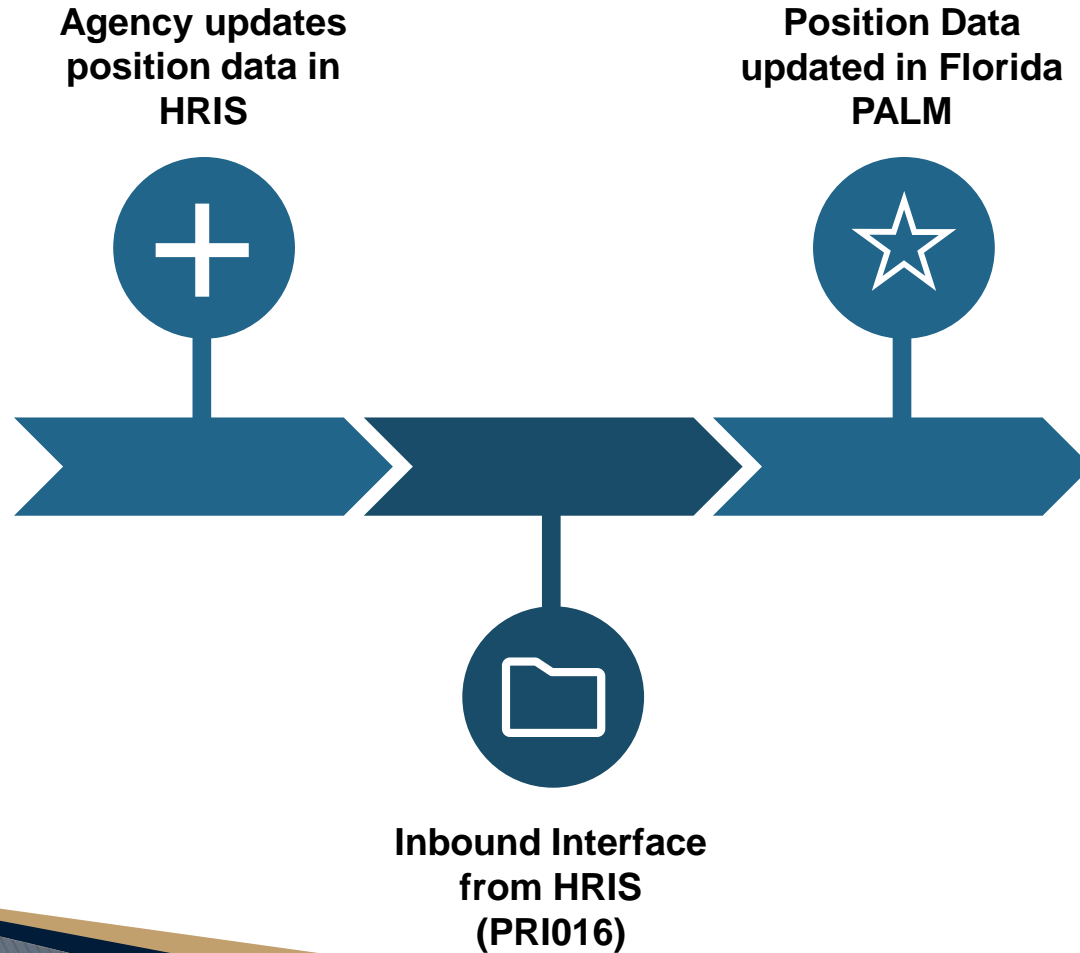 Agency updates
position data in
HRIS
Position Data
updated in Florida
PALM
Inbound Interface
from HRIS
(PRI016)